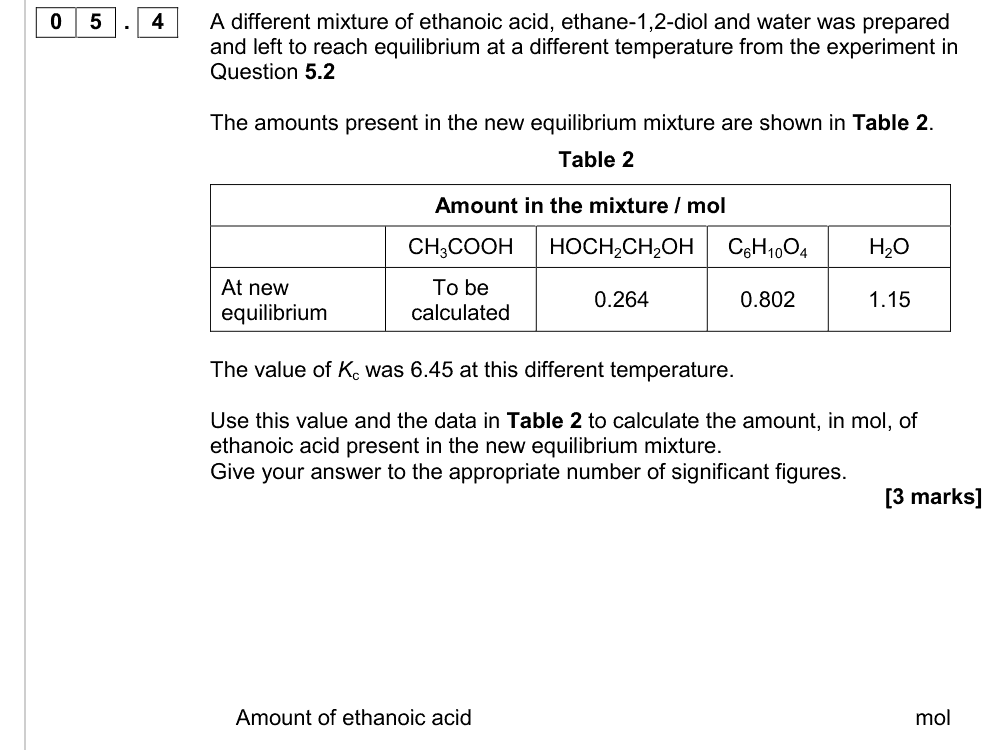 0 5 . 4 A different mixture of ethanoic acid, ethane-1,2-diol and water was prepared
and left to reach equilibrium at a different temperature from the experiment in
Question 5.2
The amounts present in the new equilibrium mixture are shown in Table 2.
Table 2
Amount in the mixture / mol
CH₃COOH HOCH₂CH₂OH C₆H₁₀O₄ H₂O
At new equilibrium To be calculated 0.264 0.802 1.15
The value of Kc was 6.45 at this different temperature.
Use this value and the data in Table 2 to calculate the amount, in mol, of
ethanoic acid present in the new equilibrium mixture.
Give your answer to the appropriate number of significant figures.
[3 marks]
Amount of ethanoic acid mol